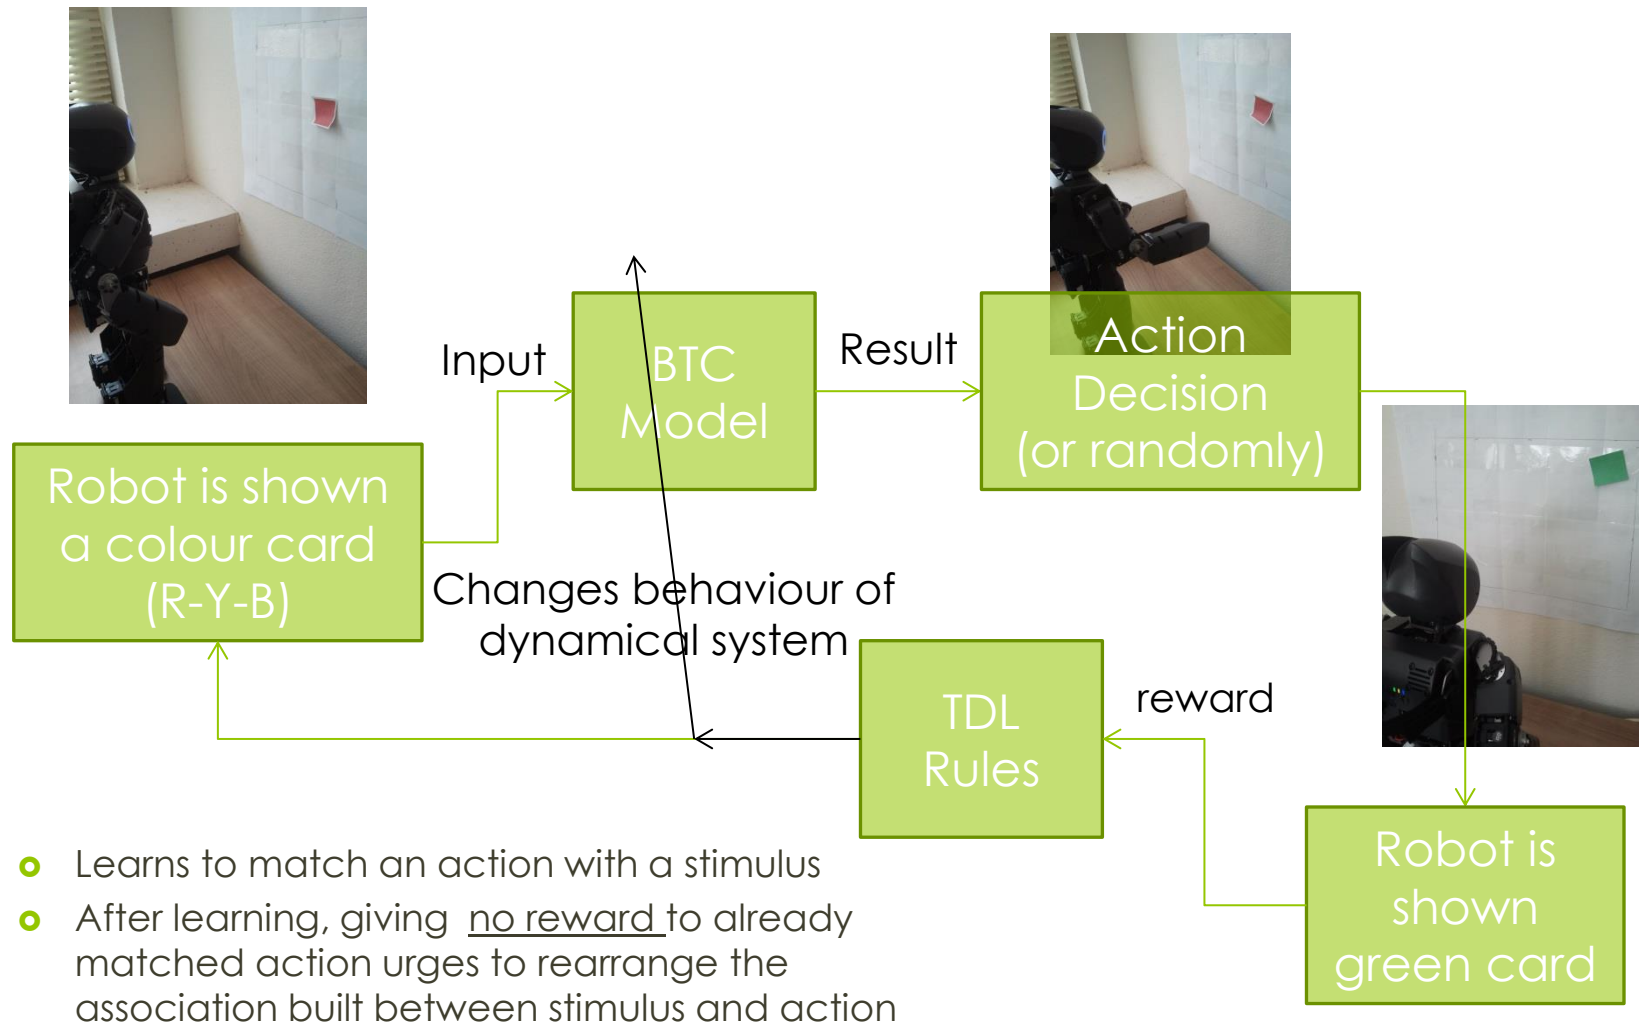 Input
BTC
Model
Result
Action
Decision
(or randomly)
Robot is shown
a colour card
(R-Y-B)
Changes behaviour of
dynamical system
TDL
Rules
reward
Robot is
shown
green card
Learns to match an action with a stimulus
After learning, giving no reward to already
matched action urges to rearrange the
association built between stimulus and action